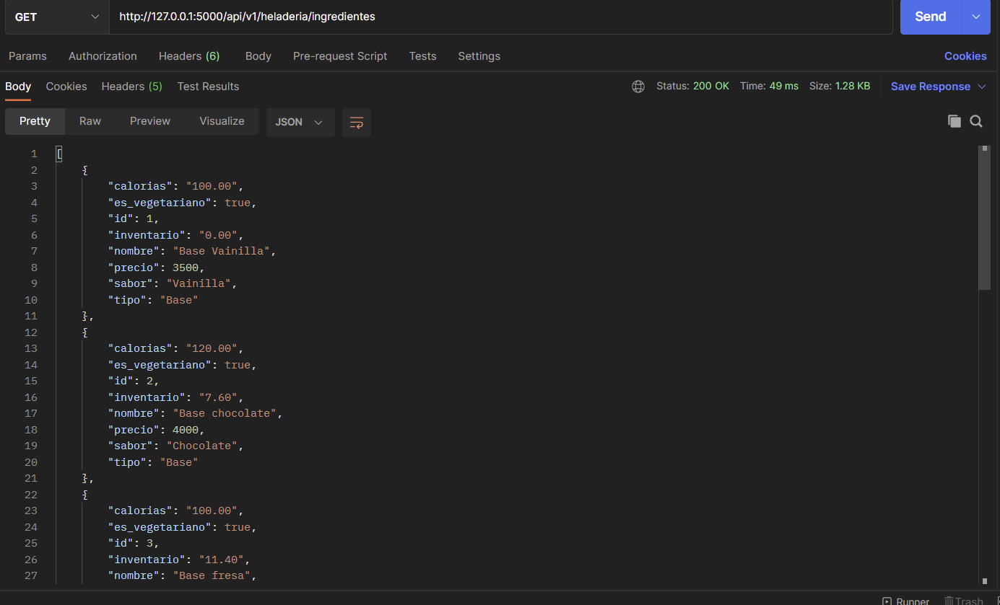 GET http://127.0.0.1:5000/api/v1/heladeria/ingredientes Send
Params Authorization Headers (6) Body Pre-request Script Tests Settings Cookies
Body Cookies Headers (5) Test Results Status: 200 OK Time: 49 ms Size: 1.28 KB Save Response
Pretty Raw Preview Visualize JSON
1 [
2 {
3 "calorias": "100.00",
4 "es_vegetariano": true,
5 "id": 1,
6 "inventario": "0.00",
7 "nombre": "Base Vainilla",
8 "precio": 3500,
9 "sabor": "Vainilla",
10 "tipo": "Base"
11 },
12 {
13 "calorias": "120.00",
14 "es_vegetariano": true,
15 "id": 2,
16 "inventario": "7.60",
17 "nombre": "Base chocolate",
18 "precio": 4000,
19 "sabor": "Chocolate",
20 "tipo": "Base"
21 },
22 {
23 "calorias": "100.00",
24 "es_vegetariano": true,
25 "id": 3,
26 "inventario": "11.40",
27 "nombre": "Base fresa",
Runner Trash